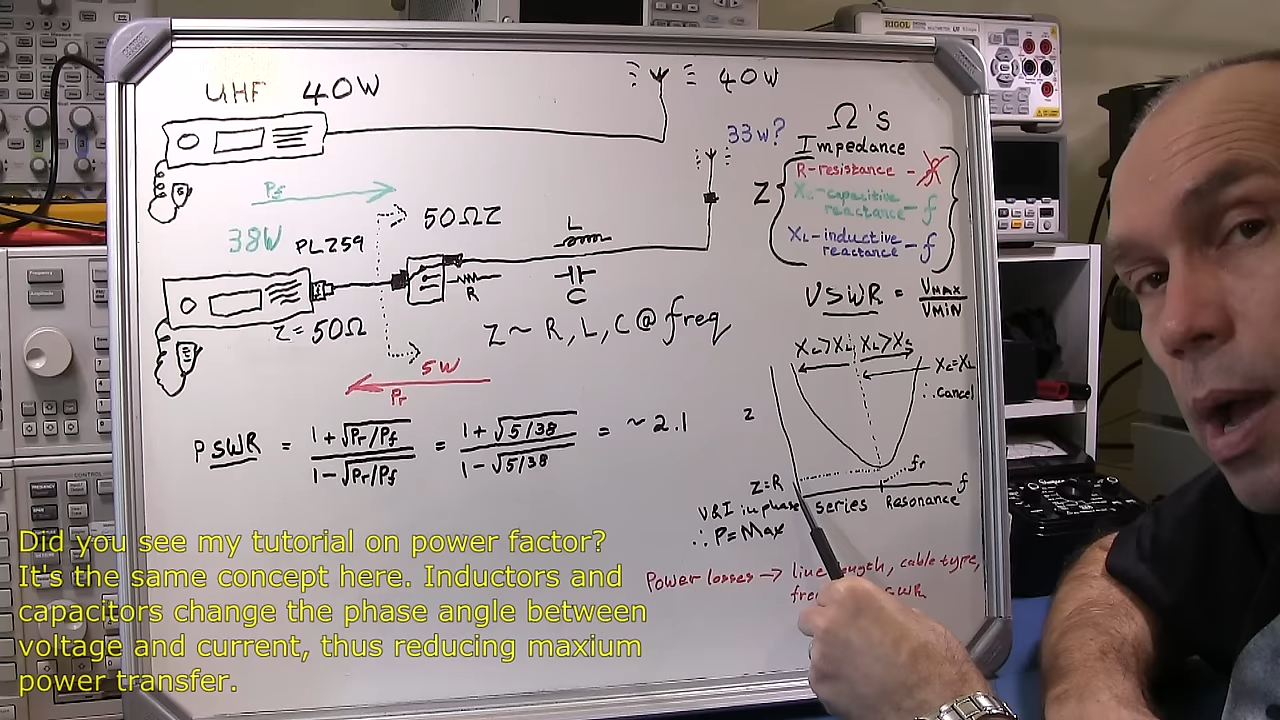 UHF 40W
40W
33w?
Ω's
Impedance
R-resistance - f
Xc-capacitive
reactance - f
XL-inductive
reactance - f
Z
Pf
38W
PL259
50ΩZ
L
R
C
Z=50Ω
Z~ R, L, C @ freq
VSWR = VMAX
VMIN
5W
Pr
PSWR = 1+√Pr/Pf = 1+√5/38 = ~2.1
1-√Pr/Pf 1-√5/38
Xc>XL XL>Xc
Xc=XL
∴ Cancel
Z
fr
Z=R
f
V&I in phase series Resonance
∴ P=Max
Power losses → line length, cable type,
SWR
Did you see my tutorial on power factor?
It's the same concept here. Inductors and
capacitors change the phase angle between
voltage and current, thus reducing maxium
power transfer.
RIGOL